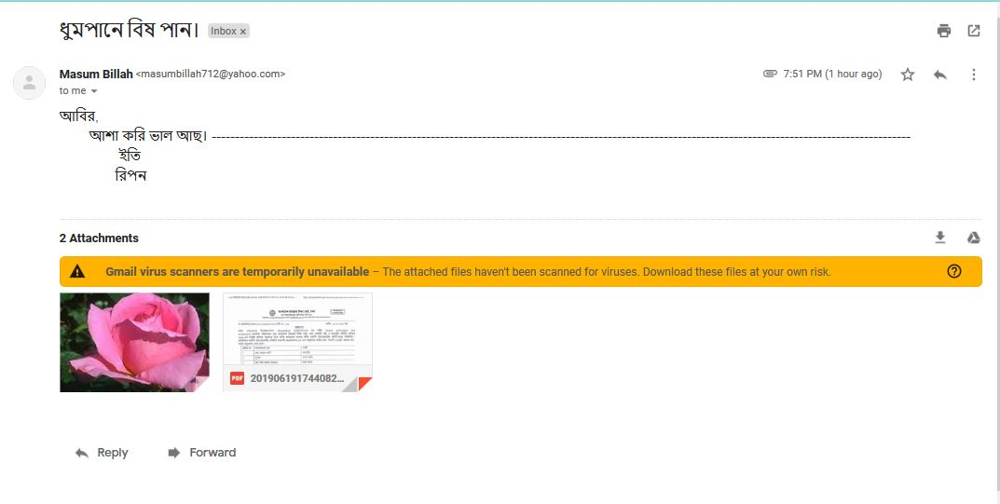 ধুমপানে বিষ পান। Inbox x
Masum Billah <masumbillah712@yahoo.com> 7:51 PM (1 hour ago)
to me
আবির,
আশা করি ভাল আছ। --------------------------------------------------------------------------------------------------------------------------------------------------------
ইতি
রিপন
2 Attachments
Gmail virus scanners are temporarily unavailable – The attached files haven't been scanned for viruses. Download these files at your own risk.
PDF 201906191744082...
Reply Forward